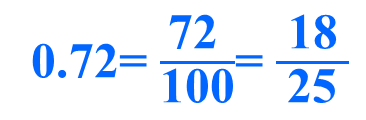 0.72 = 72/100 = 18/25